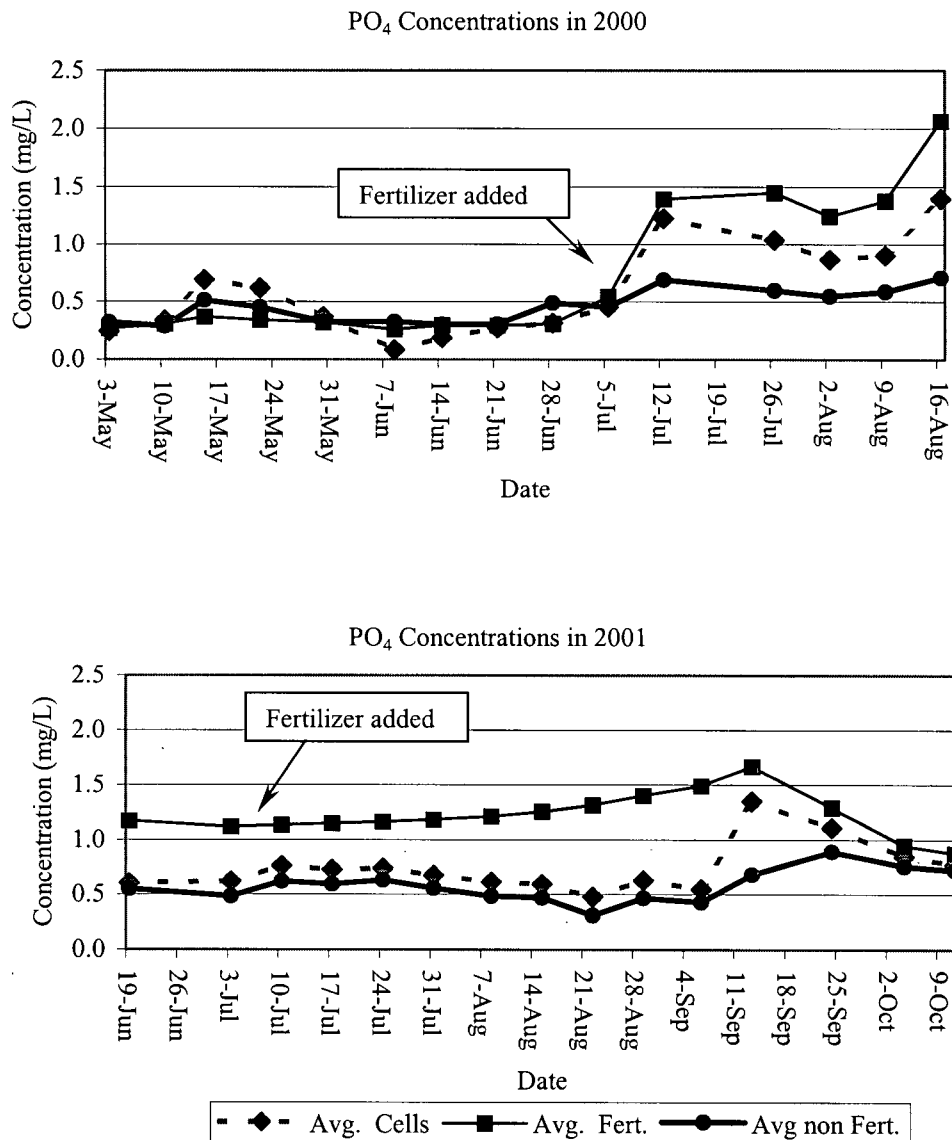 PO4 Concentrations in 2000
Concentration (mg/L)
2.5
2.0
1.5
1.0
0.5
0.0
Fertilizer added
3-May
10-May
17-May
24-May
31-May
7-Jun
14-Jun
21-Jun
28-Jun
5-Jul
12-Jul
19-Jul
26-Jul
2-Aug
9-Aug
16-Aug
Date
PO4 Concentrations in 2001
Concentration (mg/L)
2.5
2.0
1.5
1.0
0.5
0.0
Fertilizer added
19-Jun
26-Jun
3-Jul
10-Jul
17-Jul
24-Jul
31-Jul
7-Aug
14-Aug
21-Aug
28-Aug
4-Sep
11-Sep
18-Sep
25-Sep
2-Oct
9-Oct
Date
Avg. Cells
Avg. Fert.
Avg non Fert.